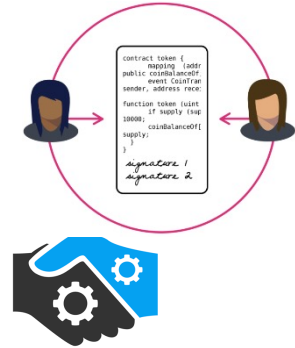 contract token {
mapping (addr
public coinBalanceOf.
event CoinTran
sender, address recei
function token (uint
if supply (sup
10000;
coinBalanceOf[
supply;
}
}
signature 1
signature 2